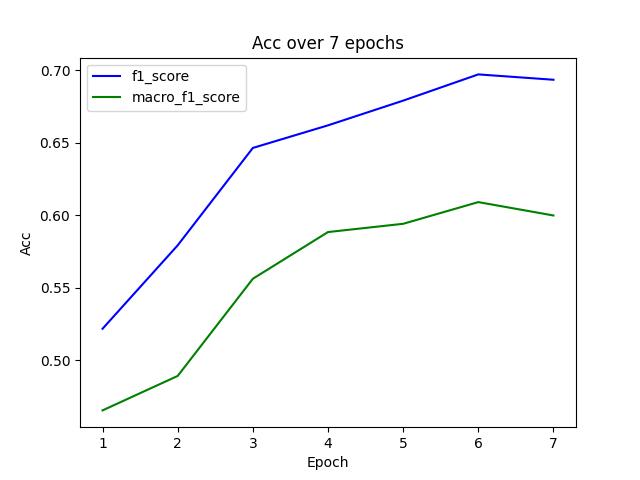 Acc over 7 epochs
f1_score
macro_f1_score
0.70
0.65
0.60
0.55
0.50
Acc
1 2 3 4 5 6 7
Epoch